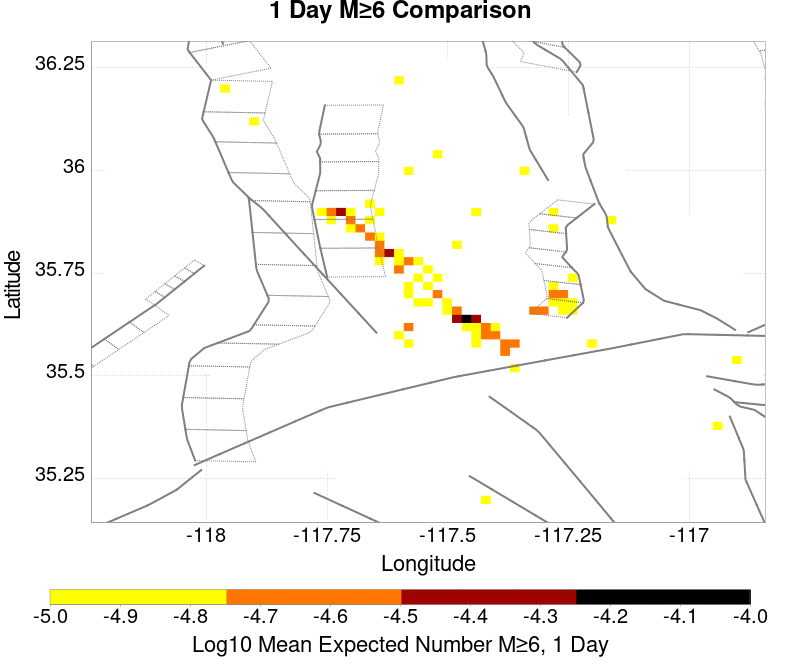 1 Day M≥6 Comparison
36.25
36
35.75
35.5
35.25
Latitude
-118 -117.75 -117.5 -117.25 -117
Longitude
-5.0 -4.9 -4.8 -4.7 -4.6 -4.5 -4.4 -4.3 -4.2 -4.1 -4.0
Log10 Mean Expected Number M≥6, 1 Day